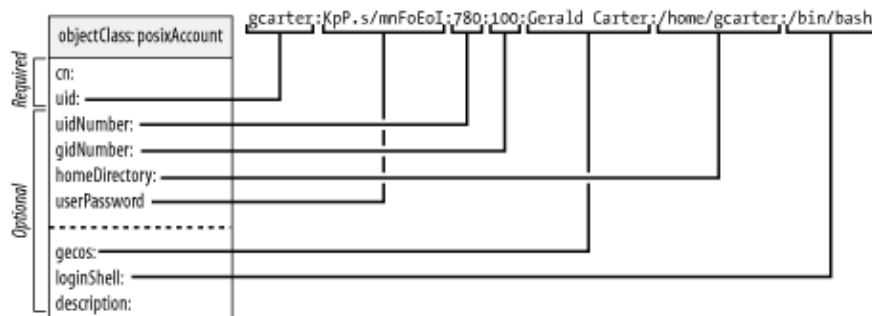 gcarter:KpP.s/mnFoEoI:780:100:Gerald Carter:/home/gcarter:/bin/bash
objectClass: posixAccount
Required
cn:
uid:
Optional
uidNumber:
gidNumber:
homeDirectory:
userPassword
gecos:
loginShell:
description: